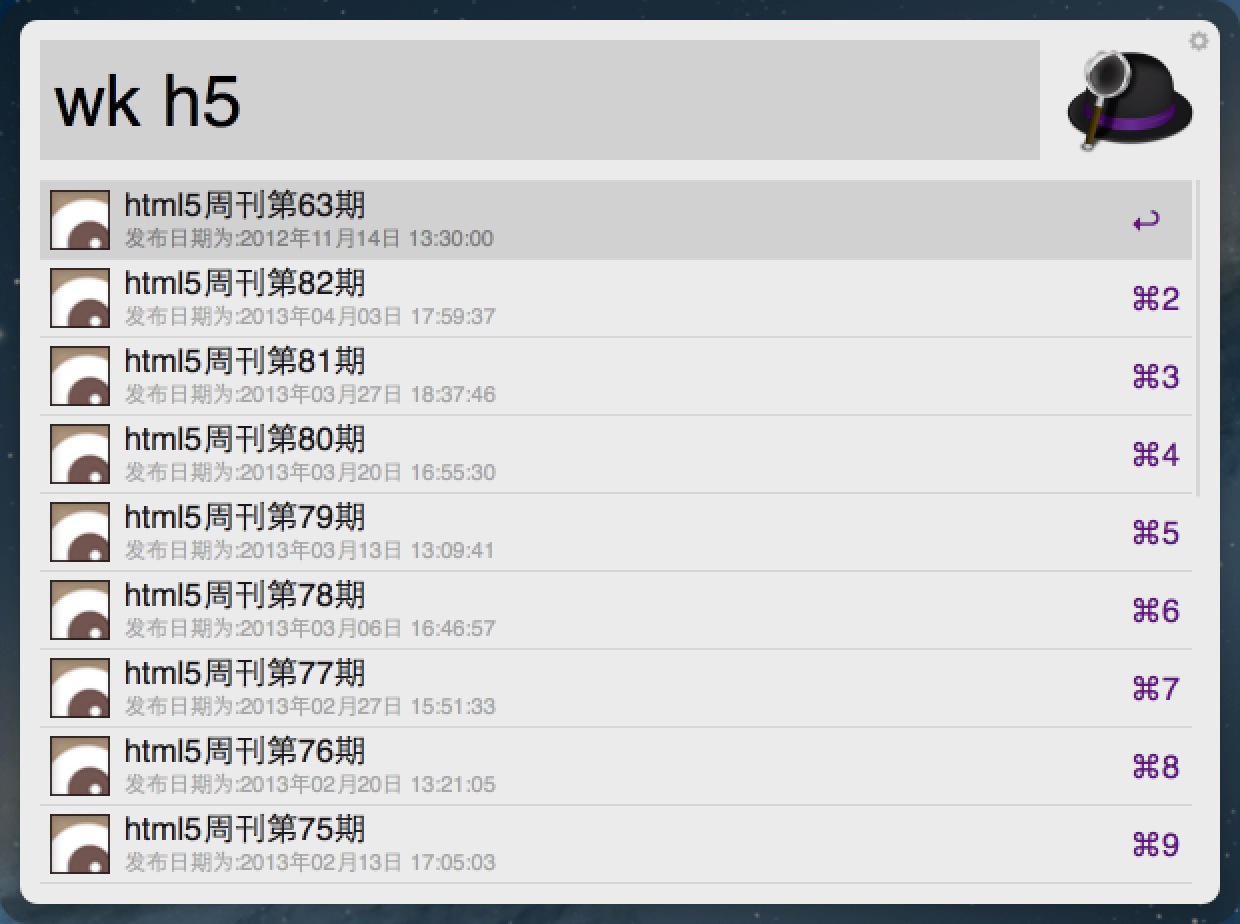 wk h5
html5周刊第63期
发布日期为:2012年11月14日 13:30:00
↩
html5周刊第82期
发布日期为:2013年04月03日 17:59:37
⌘2
html5周刊第81期
发布日期为:2013年03月27日 18:37:46
⌘3
html5周刊第80期
发布日期为:2013年03月20日 16:55:30
⌘4
html5周刊第79期
发布日期为:2013年03月13日 13:09:41
⌘5
html5周刊第78期
发布日期为:2013年03月06日 16:46:57
⌘6
html5周刊第77期
发布日期为:2013年02月27日 15:51:33
⌘7
html5周刊第76期
发布日期为:2013年02月20日 13:21:05
⌘8
html5周刊第75期
发布日期为:2013年02月13日 17:05:03
⌘9